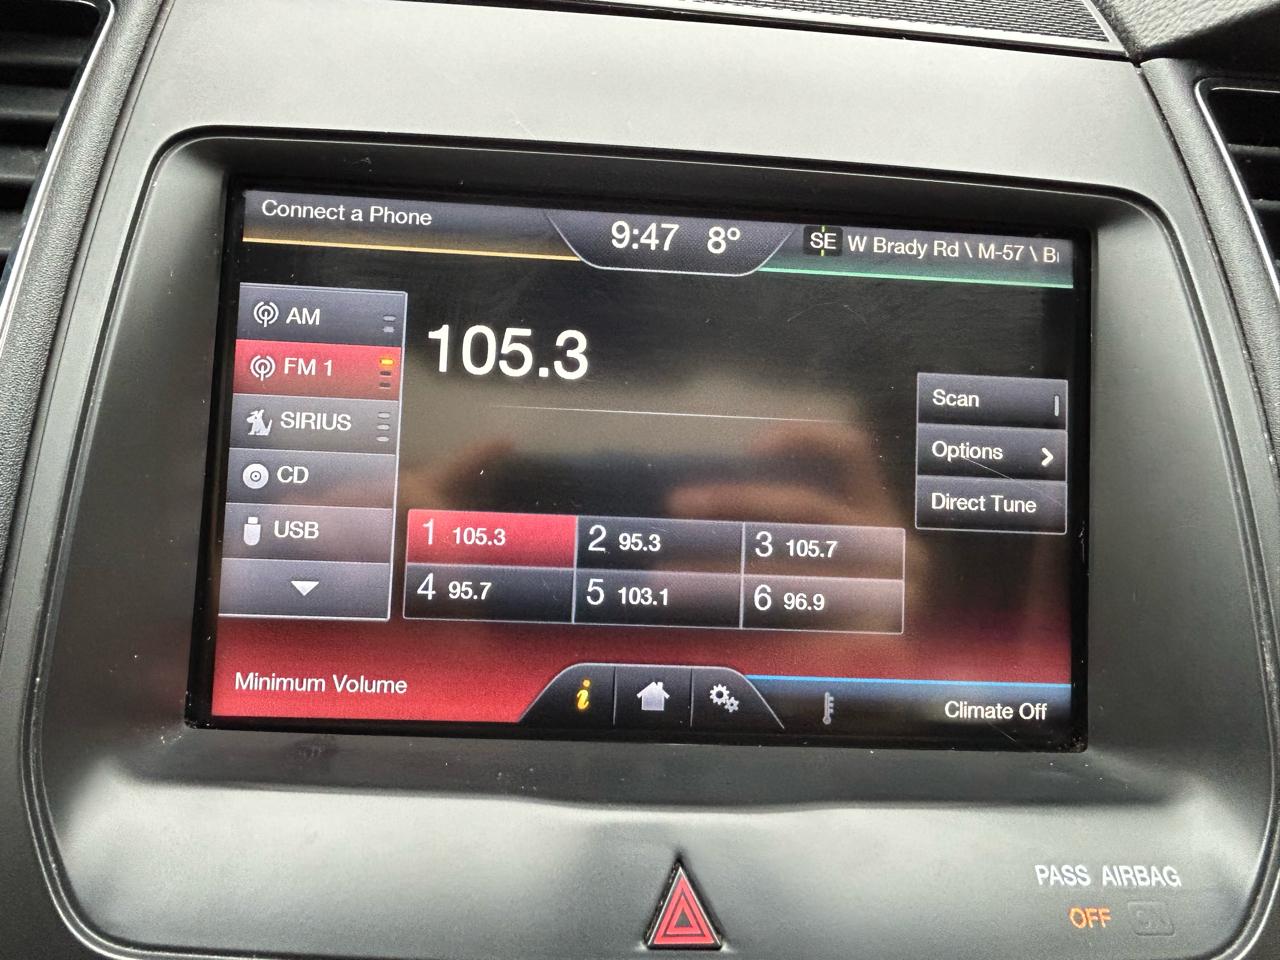 Connect a Phone
9:47 8°
SE W Brady Rd \ M-57 \ B
AM
FM 1
SIRIUS
CD
USB
105.3
Scan
Options
Direct Tune
1 105.3
2 95.3
3 105.7
4 95.7
5 103.1
6 96.9
Minimum Volume
i
Climate Off
PASS AIRBAG
OFF ON